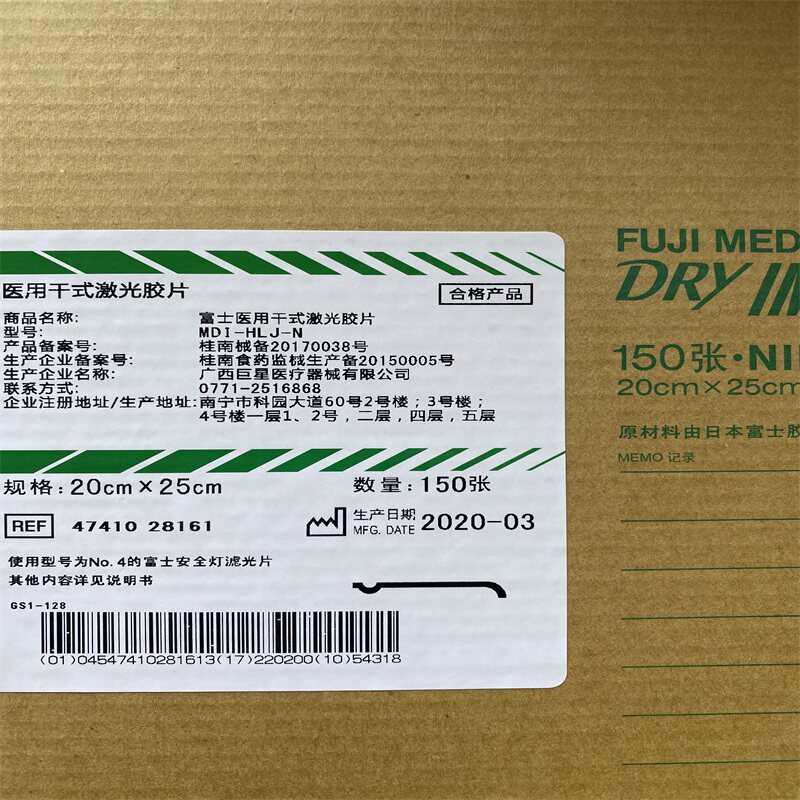 医用干式激光胶片
合格产品
商品名称: 富士医用干式激光胶片
型号: MDI-HLJ-N
产品备案号: 桂南械备20170038号
生产企业备案号: 桂南食药监械生产备20150005号
生产企业名称: 广西巨星医疗器械有限公司
联系方式: 0771-2516868
企业注册地址/生产地址: 南宁市科园大道60号2号楼; 3号楼;
4号楼一层1、2号, 二层, 四层, 五层
规格: 20cm×25cm
数量: 150张
REF 47410 28161
生产日期
MFG. DATE 2020-03
使用型号为No.4的富士安全灯滤光片
其他内容详见说明书
GS1-128
(01)04547410281613(17)220200(10)54318
FUJI MED
DRY IM
150张·NI
20cm×25cm
原材料由日本富士胶
MEMO 记录